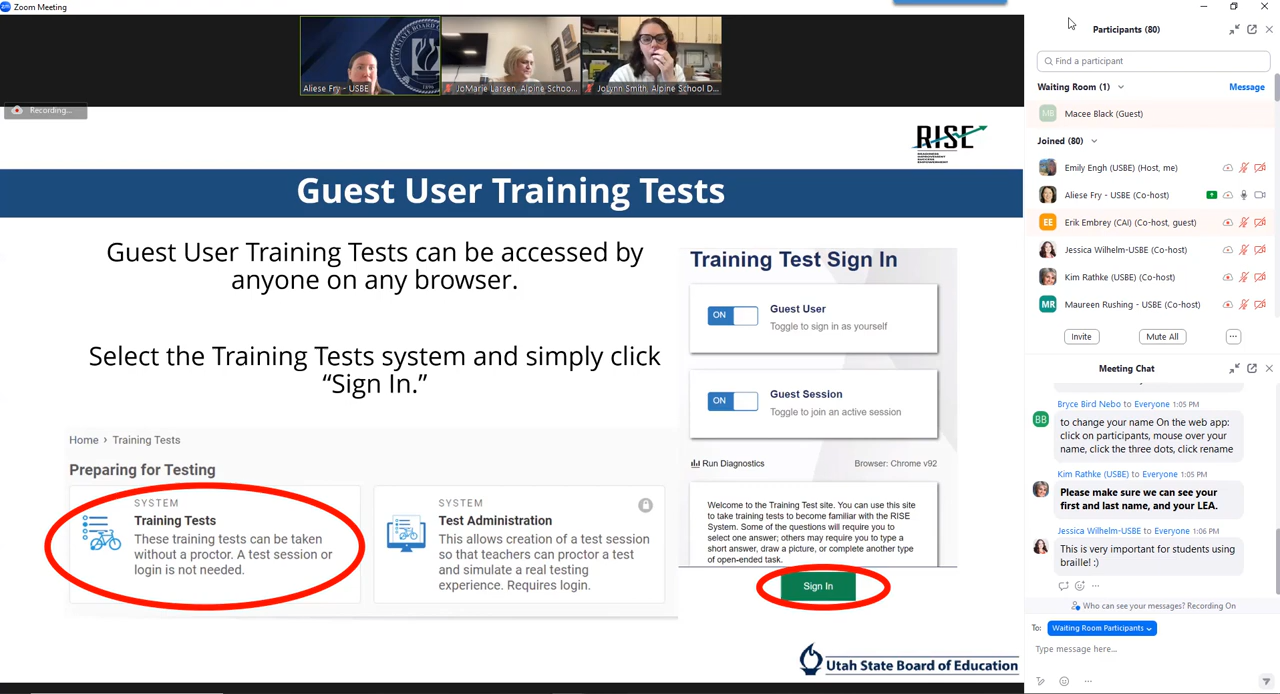 Zoom Meeting
Aliese Fry - USBE
JoMarie Larsen, Alpine Schoo...
JoLynn Smith, Alpine School D...
Recording...
RISE
Guest User Training Tests
Guest User Training Tests can be accessed by
anyone on any browser.
Select the Training Tests system and simply click
“Sign In.”
Home › Training Tests
Preparing for Testing
SYSTEM
Training Tests
These training tests can be taken
without a proctor. A test session or
login is not needed.
SYSTEM
Test Administration
This allows creation of a test session
so that teachers can proctor a test
and simulate a real testing
experience. Requires login.
Training Test Sign In
ON
Guest User
Toggle to sign in as yourself
ON
Guest Session
Toggle to join an active session
Run Diagnostics
Browser: Chrome v92
Welcome to the Training Test site. You can use this site
to take training tests to become familiar with the RISE
System. Some of the questions will require you to
select one answer; others may require you to type a
short answer, draw a picture, or complete another type
of open-ended task.
Sign In
Utah State Board of Education
Participants (80)
Find a participant
Waiting Room (1)
Message
MB
Macee Black (Guest)
Joined (80)
Emily Engh (USBE) (Host, me)
Aliese Fry - USBE (Co-host)
EE
Erik Embrey (CAI) (Co-host, guest)
Jessica Wilhelm-USBE (Co-host)
Kim Rathke (USBE) (Co-host)
MR
Maureen Rushing - USBE (Co-host)
Invite
Mute All
Meeting Chat
Bryce Bird Nebo to Everyone 1:05 PM
BB
to change your name On the web app:
click on participants, mouse over your
name, click the three dots, click rename
Kim Rathke (USBE) to Everyone 1:05 PM
Please make sure we can see your
first and last name, and your LEA.
Jessica Wilhelm-USBE to Everyone 1:06 PM
This is very important for students using
braille! :)
Who can see your messages? Recording On
To: Waiting Room Participants
Type message here...